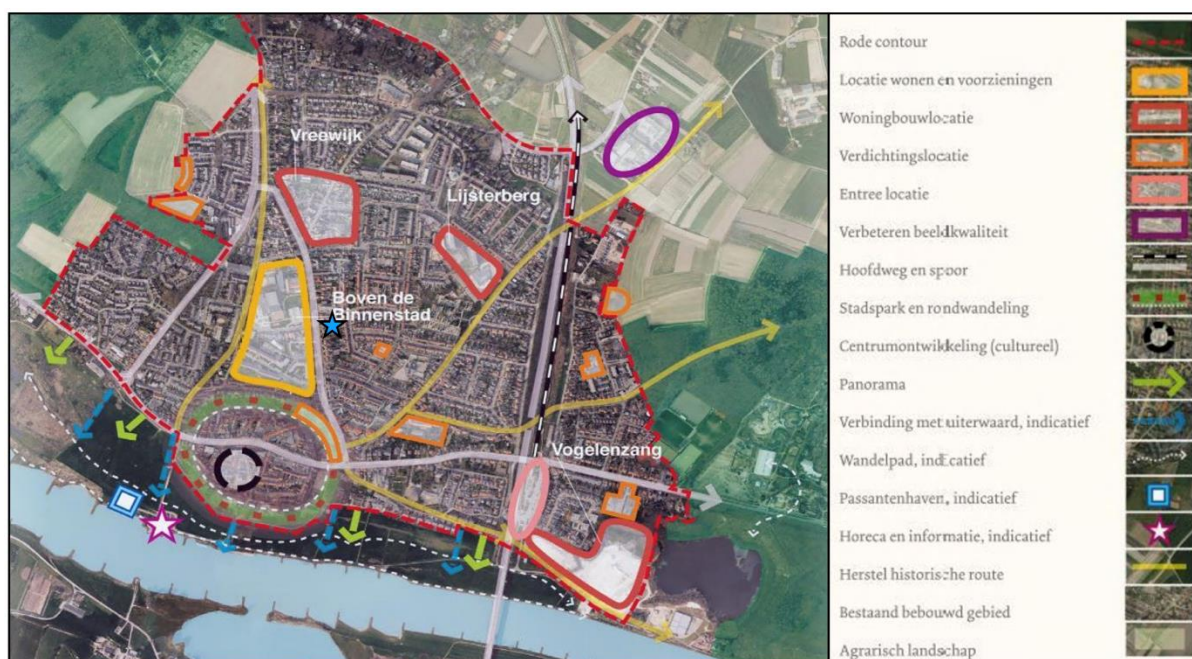 Vreewijk
Lijsterberg
Boven de
Binnenstad
Vogelenzang
Rode contour
Locatie wonen en voorzieningen
Woningbouwlocatie
Verdichtingslocatie
Entree locatie
Verbeteren beeldkwaliteit
Hoofdweg en spoor
Stadspark en rondwandeling
Centrumontwikkeling (cultureel)
Panorama
Verbinding met uiterwaard, indicatief
Wandelpad, indicatief
Passantenhaven, indicatief
Horeca en informatie, indicatief
Herstel historische route
Bestaand bebouwd gebied
Agrarisch landschap